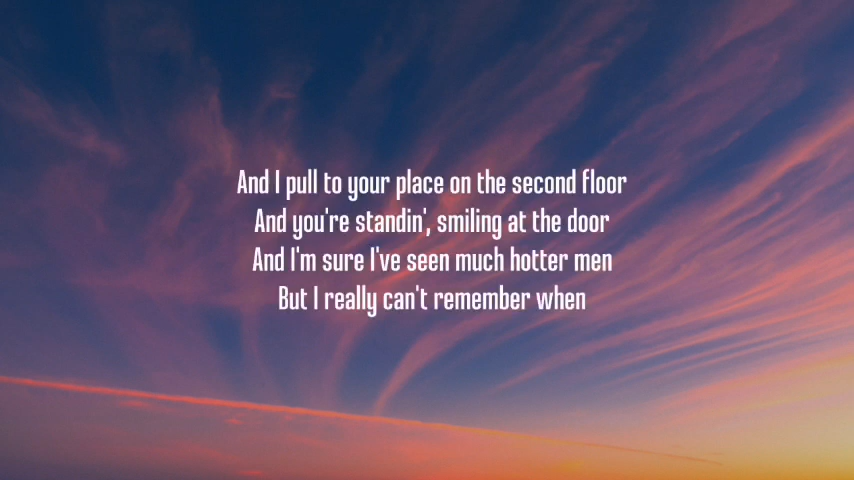 And I pull to your place on the second floor
And you're standin', smiling at the door
And I'm sure I've seen much hotter men
But I really can't remember when